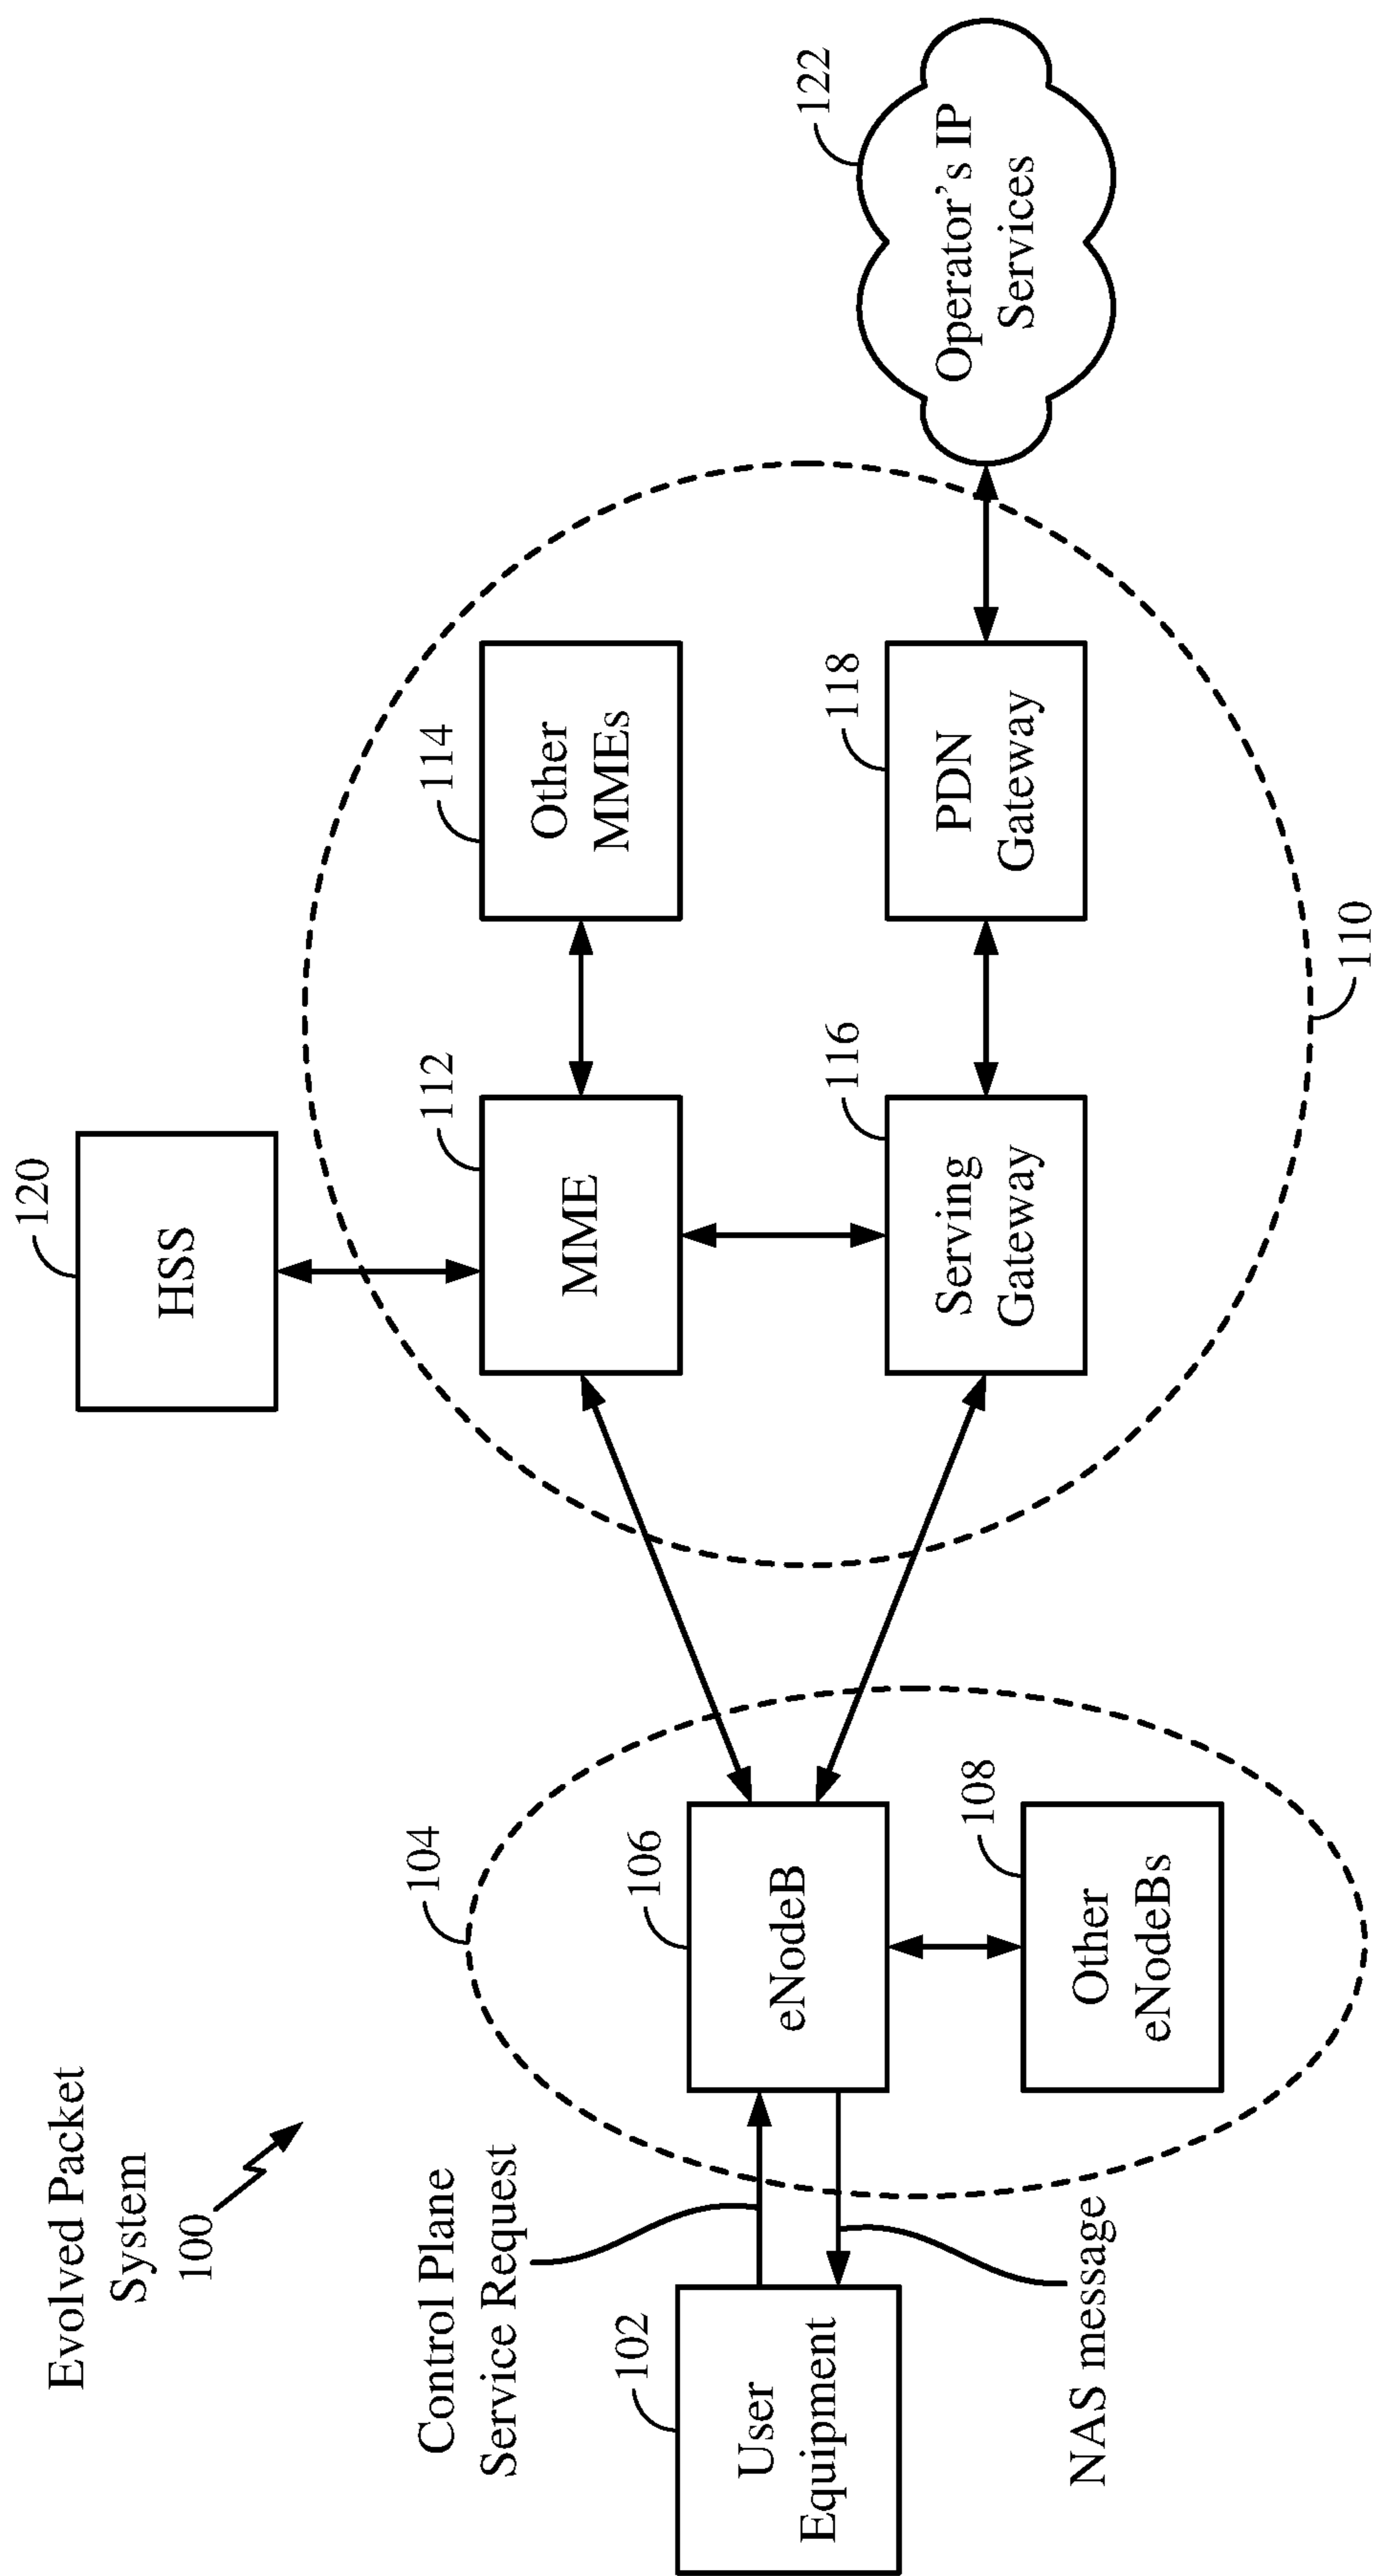 Evolved Packet
System
100
120
HSS
112
MME
114
Other
MMEs
104
106
eNodeB
Control Plane
Service Request
102
User
Equipment
NAS message
108
Other
eNodeBs
116
Serving
Gateway
118
PDN
Gateway
110
122
Operator's IP
Services